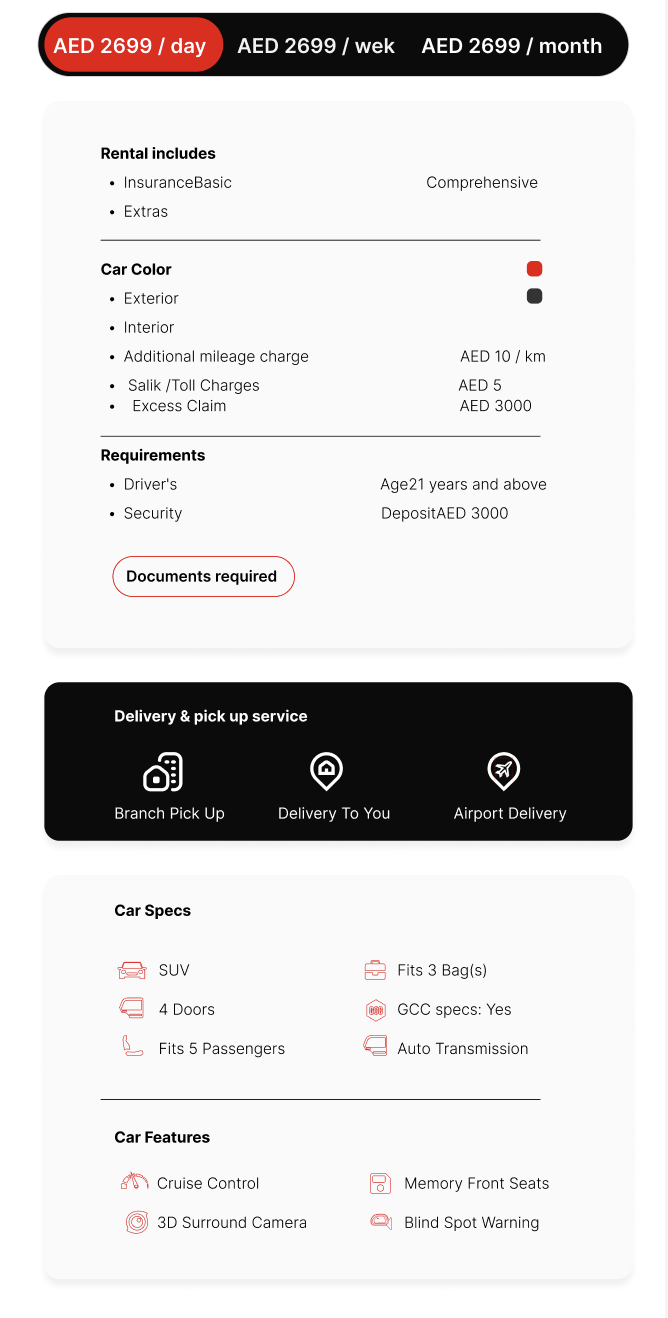 AED 2699 / day AED 2699 / wek AED 2699 / month
Rental includes
• InsuranceBasic Comprehensive
• Extras
Car Color
• Exterior
• Interior
• Additional mileage charge AED 10 / km
• Salik /Toll Charges AED 5
• Excess Claim AED 3000
Requirements
• Driver's Age21 years and above
• Security DepositAED 3000
Documents required
Delivery & pick up service
Branch Pick Up Delivery To You Airport Delivery
Car Specs
SUV Fits 3 Bag(s)
4 Doors GCC specs: Yes
Fits 5 Passengers Auto Transmission
Car Features
Cruise Control Memory Front Seats
3D Surround Camera Blind Spot Warning